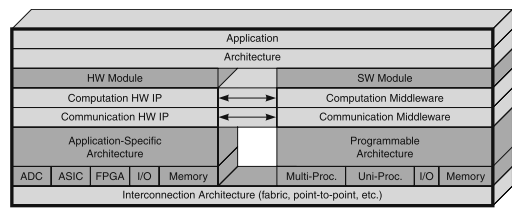 Application
Architecture
HW Module SW Module
Computation HW IP Computation Middleware
Communication HW IP Communication Middleware
Application-Specific Programmable
Architecture Architecture
ADC ASIC FPGA I/O Memory Multi-Proc. Uni-Proc. I/O Memory
Interconnection Architecture (fabric, point-to-point, etc.)